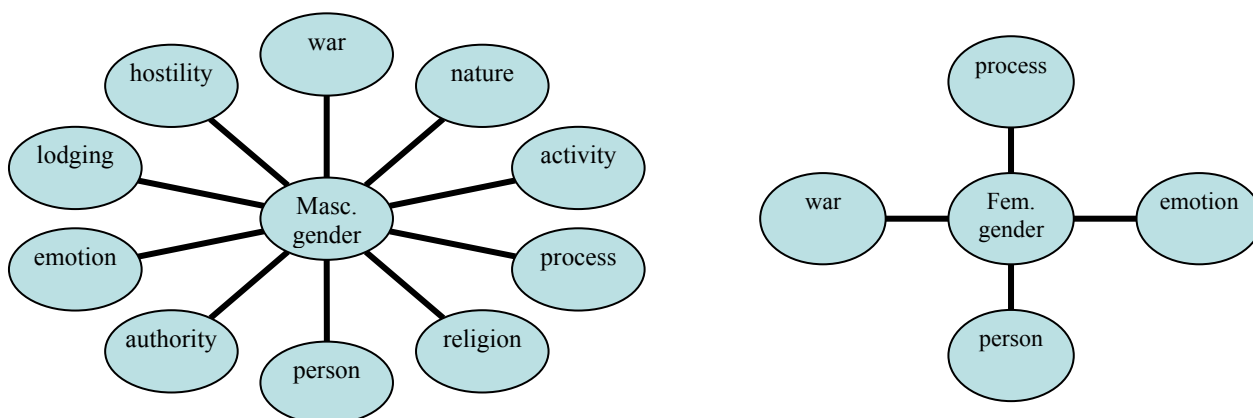 war
hostility
nature
lodging
activity
Masc.
gender
emotion
process
authority
religion
person
process
war
Fem.
gender
emotion
person